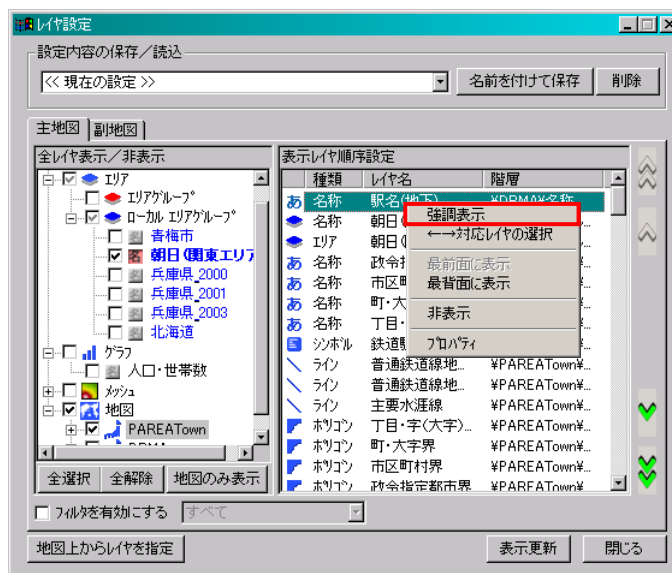 レイヤ設定
設定内容の保存／読込
<< 現在の設定 >>
名前を付けて保存
削除
主地図
副地図
全レイヤ表示／非表示
エリア
エリアグループ
ローカル エリアグループ
青梅市
朝日(関東エリア
兵庫県_2000
兵庫県_2001
兵庫県_2003
北海道
グラフ
人口・世帯数
メッシュ
地図
PAREATown
全選択
全解除
地図のみ表示
フィルタを有効にする
すべて
地図上からレイヤを指定
表示レイヤ順序設定
種類 レイヤ名 階層
あ 名称 駅名(地下) ¥DRMA¥名称
名称 朝日(
エリア 朝日(
あ 名称 政令
あ 名称 市区
あ 名称 町・大
あ 名称 丁目・
シンボル 鉄道
ライン 普通鉄道線地... ¥PAREATown¥...
ライン 普通鉄道線地... ¥PAREATown¥...
ライン 主要水涯線 ¥PAREATown¥...
ポリゴン 丁目・字(大字)... ¥PAREATown¥...
ポリゴン 町・大字界 ¥PAREATown¥...
ポリゴン 市区町村界 ¥PAREATown¥...
ポリゴン 政令指定都市界 ¥PAREATown¥...
強調表示
←→対応レイヤの選択
最前面に表示
最背面に表示
非表示
プロパティ
表示更新
閉じる